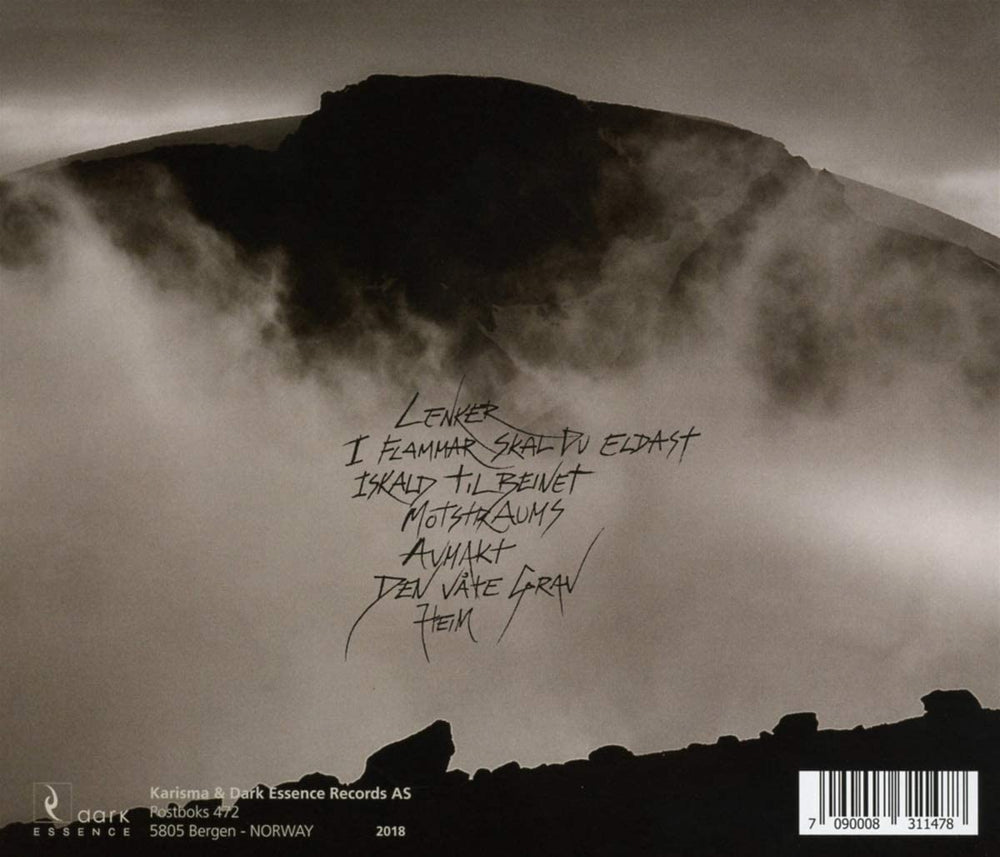 LENKER
I FLAMMAR SKAL DU ELDAST
ISKALD TIL BEINET
MOTSTRAUMS
AVMAKT
DEN VÅTE GRAV
HEIM
dark
ESSENCE
Karisma & Dark Essence Records AS
Postboks 472
5805 Bergen - NORWAY
2018
7 090008 311478